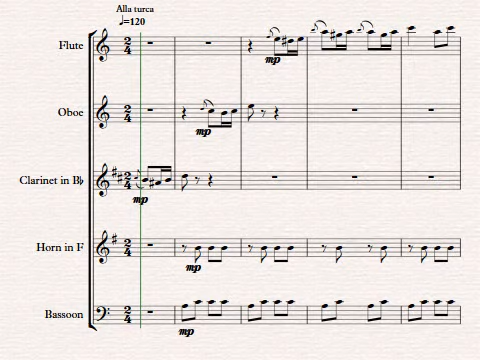 Alla turca
♩=120
Flute
mp
Oboe
mp
Clarinet in B♭
mp
Horn in F
mp
Bassoon
mp